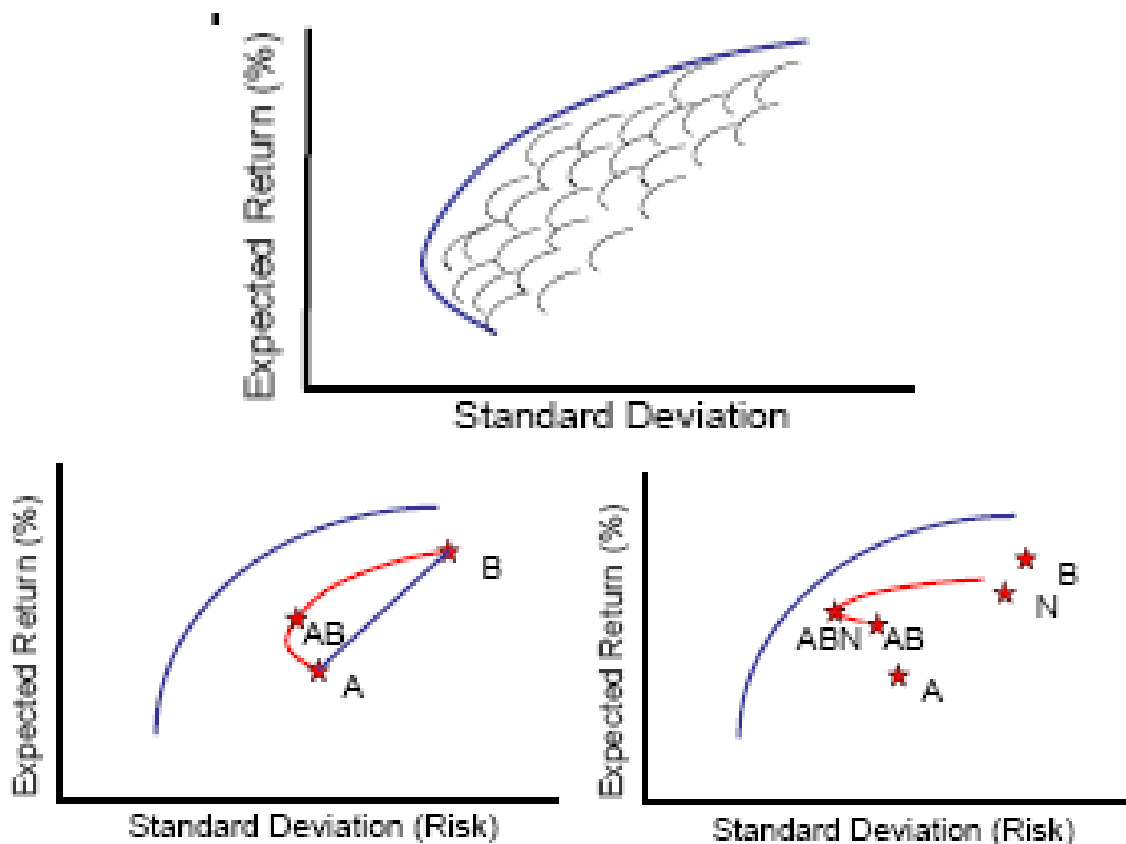 Expected Return (%)
Standard Deviation
Expected Return (%)
B
AB
A
Standard Deviation (Risk)
Expected Return (%)
B
N
ABN
AB
A
Standard Deviation (Risk)